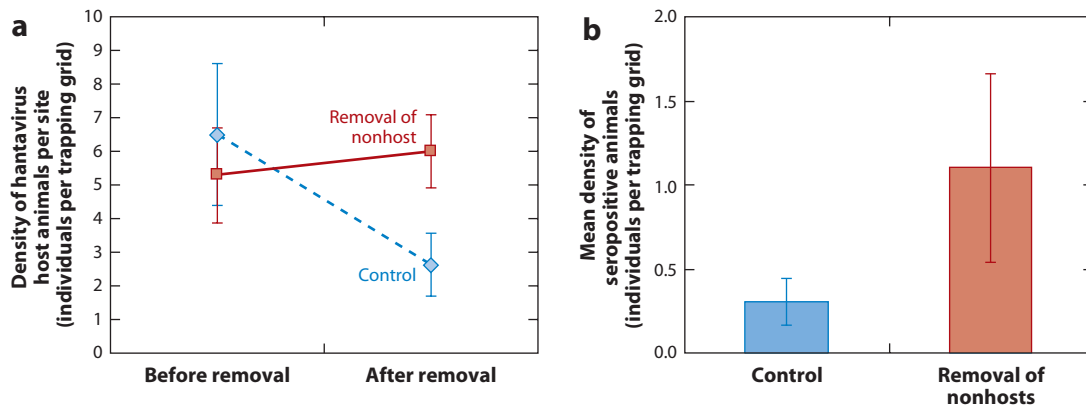 a
Density of hantavirus
host animals per site
(individuals per trapping grid)
10
9
8
7
6
5
4
3
2
1
0
Removal of
nonhost
Control
Before removal
After removal
b
Mean density of
seropositive animals
(individuals per trapping grid)
2.0
1.5
1.0
0.5
0.0
Control
Removal of
nonhosts